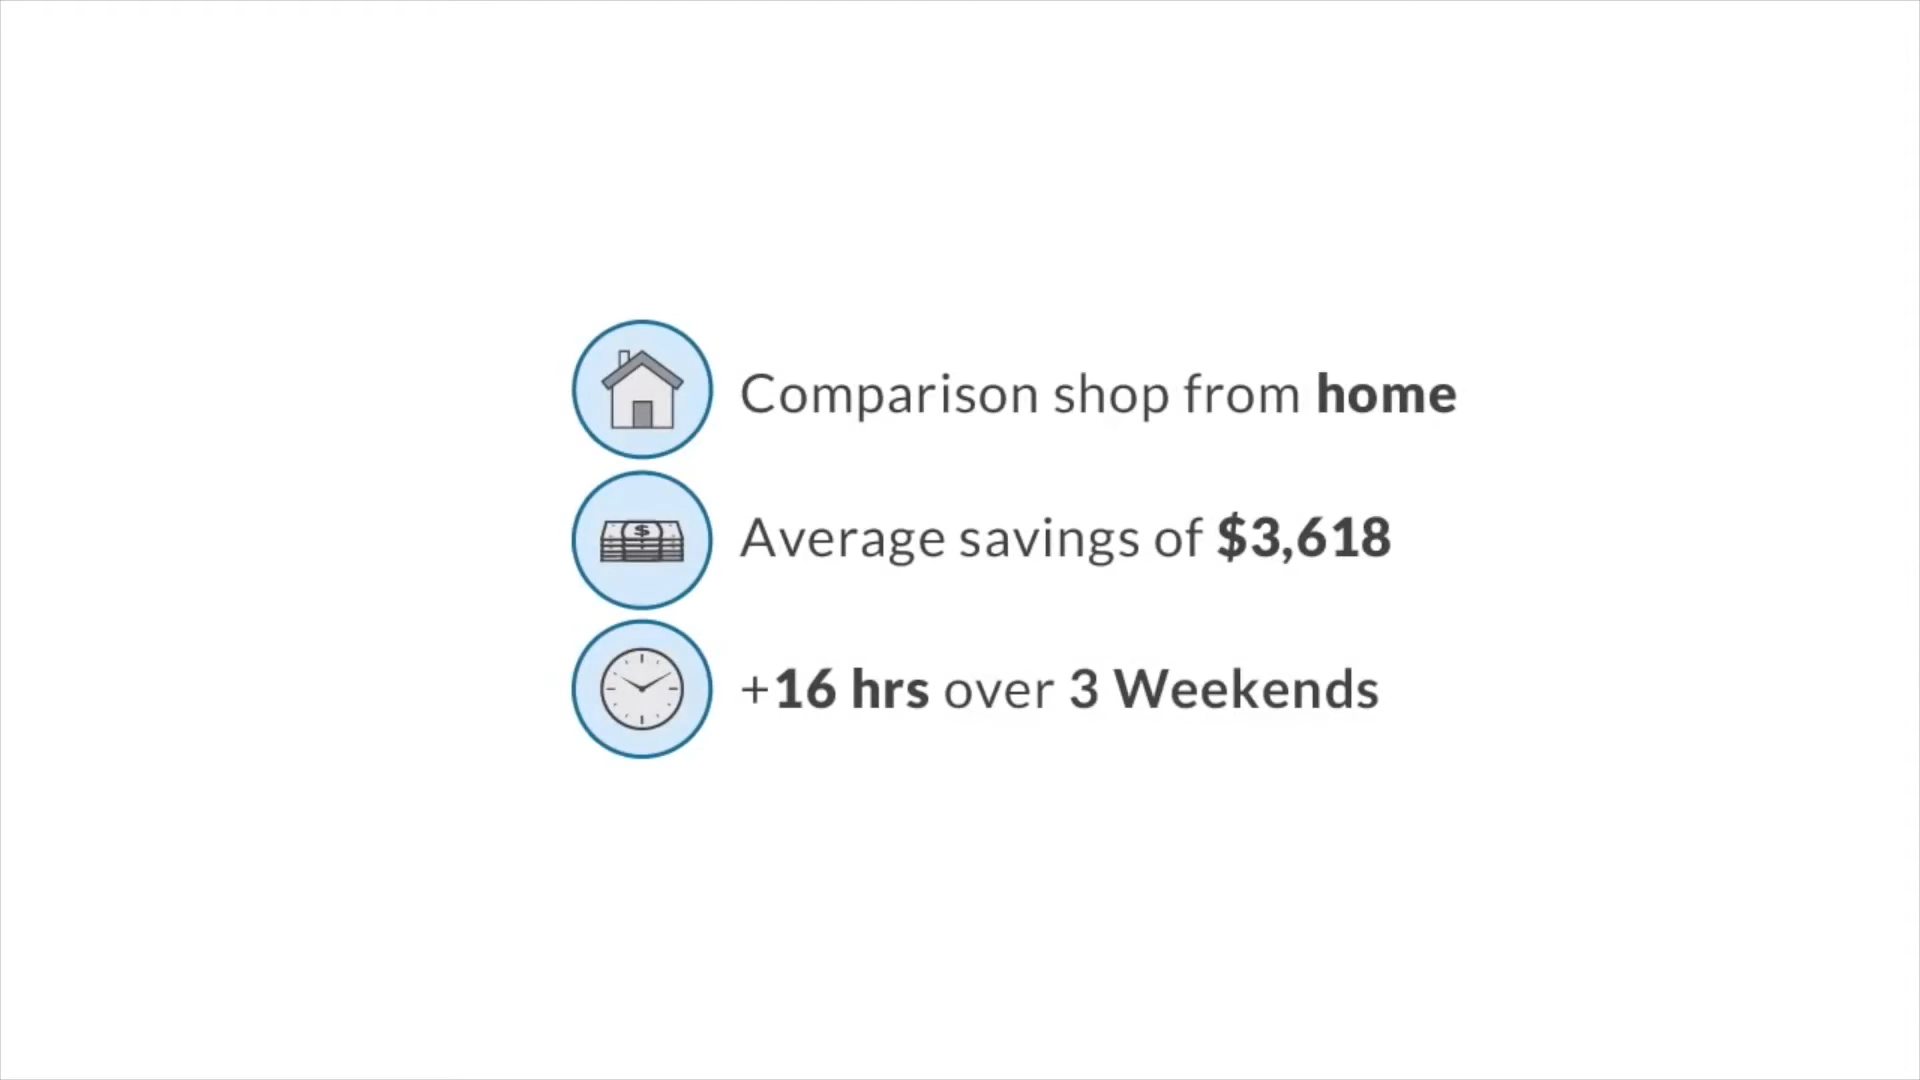 Comparison shop from home
$
Average savings of $3,618
+16 hrs over 3 Weekends